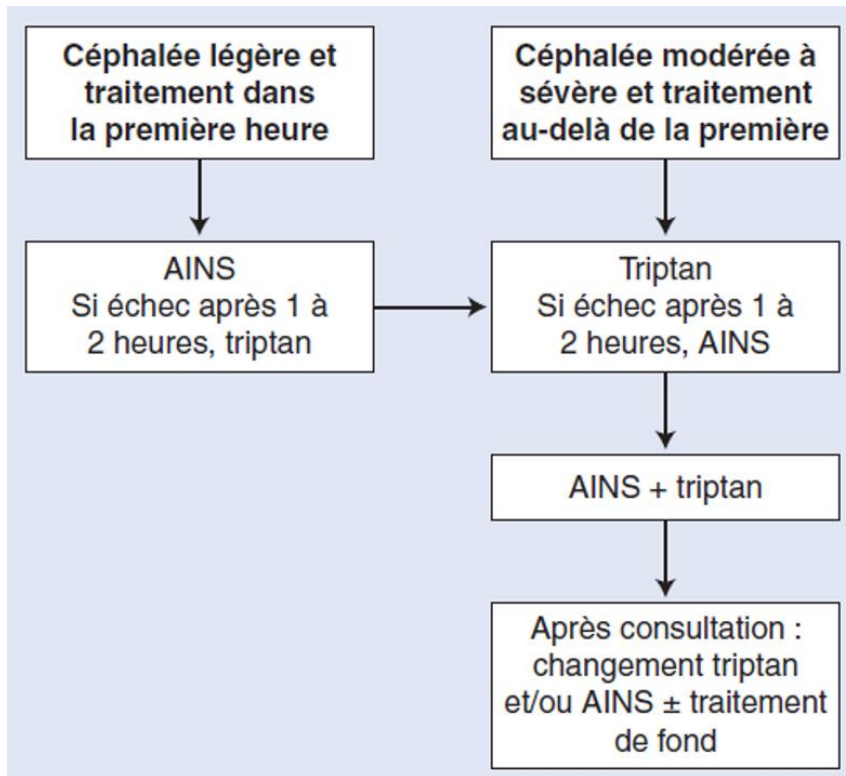 Céphalée légère et
traitement dans
la première heure
Céphalée modérée à
sévère et traitement
au-delà de la première
AINS
Si échec après 1 à
2 heures, triptan
Triptan
Si échec après 1 à
2 heures, AINS
AINS + triptan
Après consultation :
changement triptan
et/ou AINS ± traitement
de fond